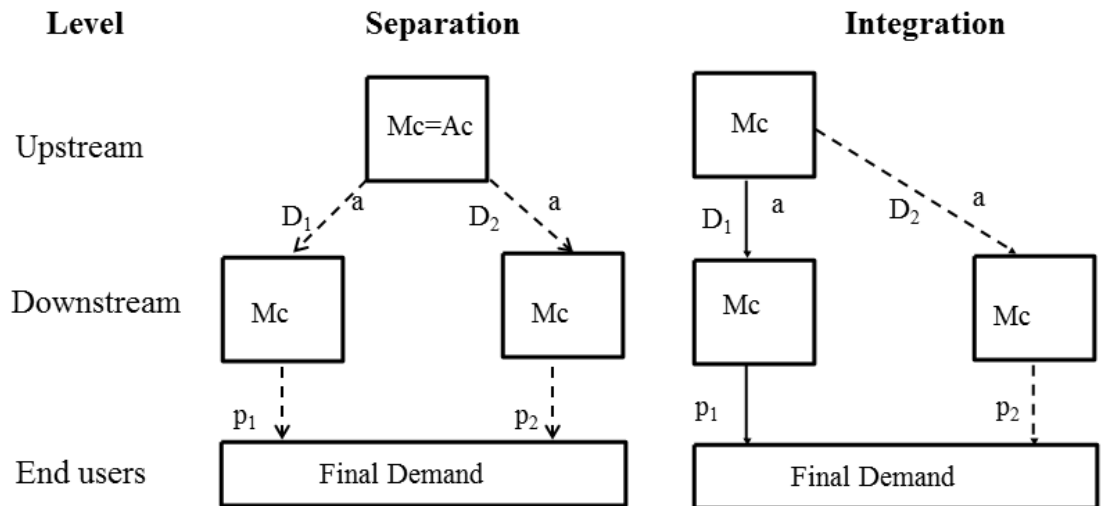 Level Separation Integration
Upstream Mc=Ac Mc
D₁ a D₂ a D₁ a D₂ a
Downstream Mc Mc Mc Mc
p₁ p₂ p₁ p₂
End users Final Demand Final Demand